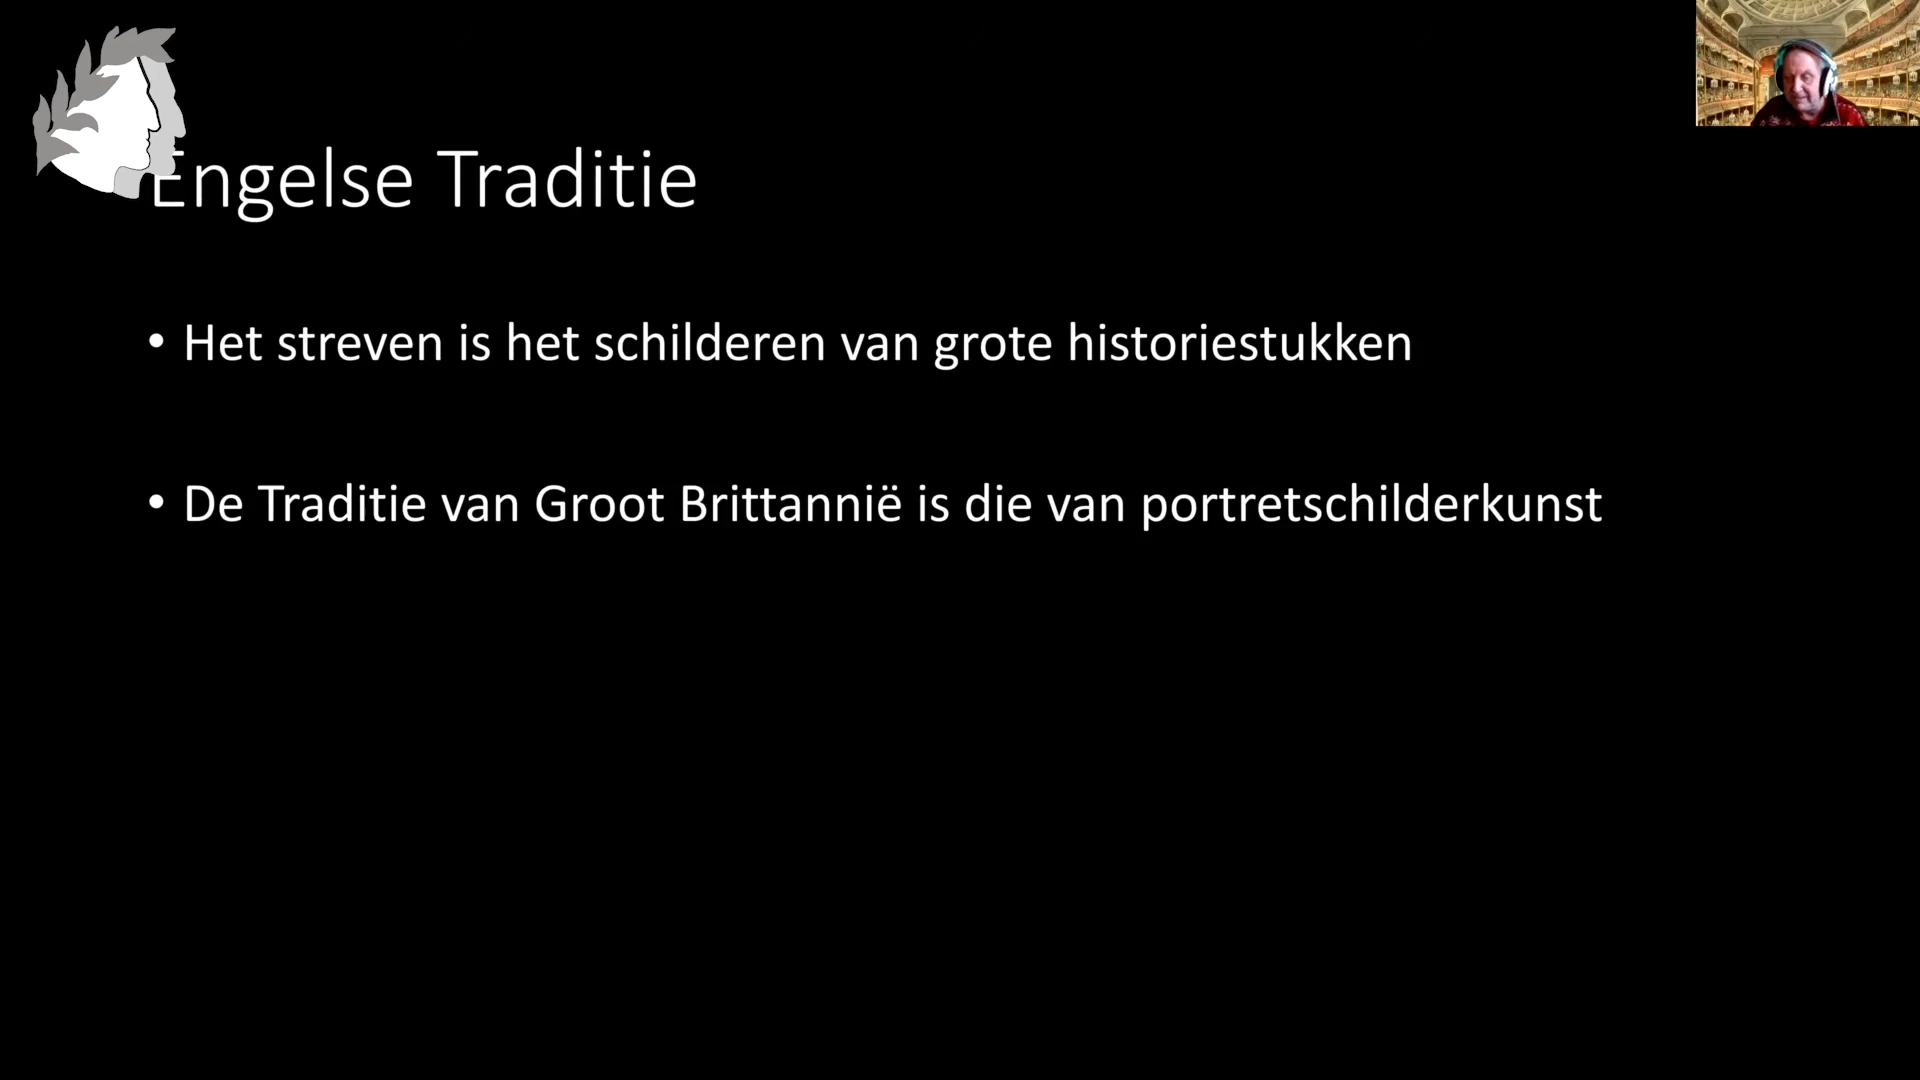 Engelse Traditie
• Het streven is het schilderen van grote historiestukken
• De Traditie van Groot Brittannië is die van portretschilderkunst